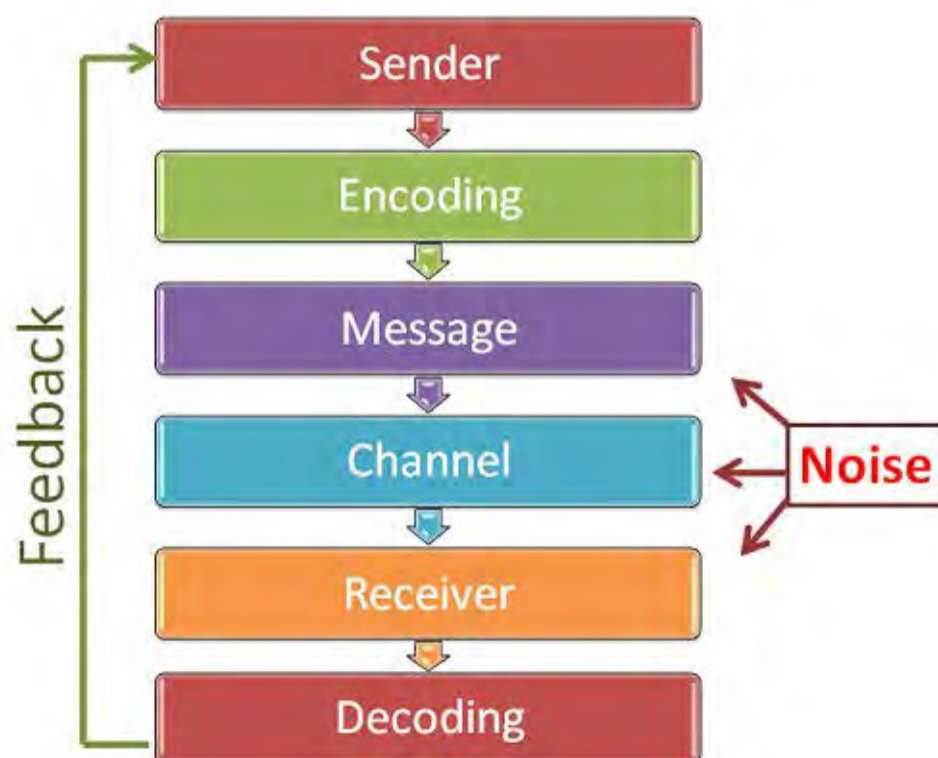 Sender
Encoding
Message
Channel
Receiver
Decoding
Feedback
Noise